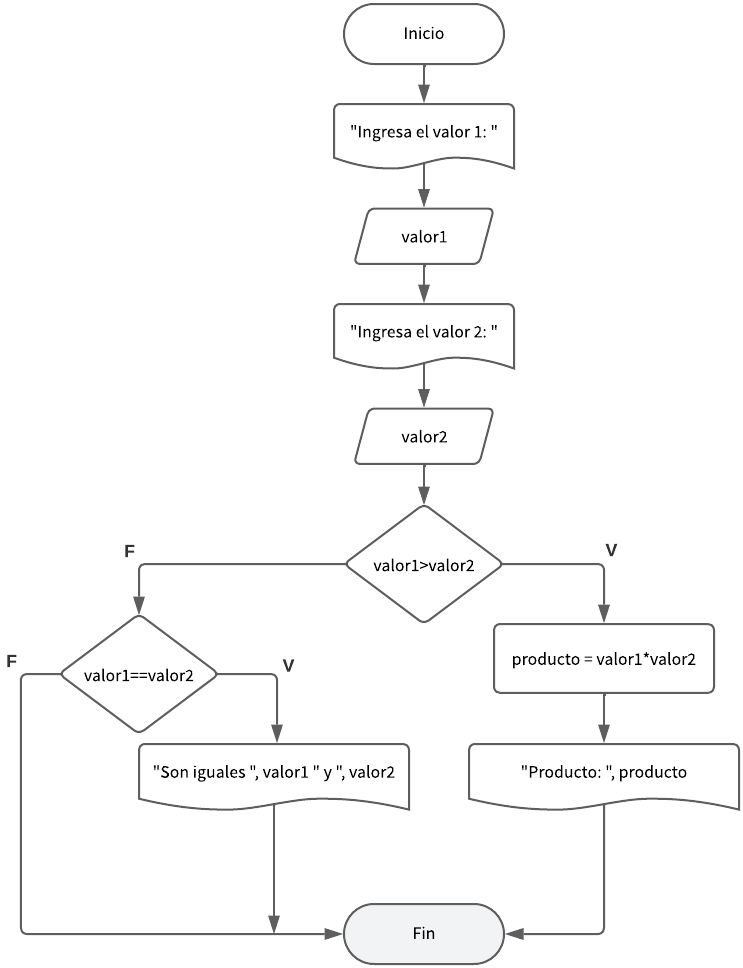 Inicio
"Ingresa el valor 1: "
valor1
"Ingresa el valor 2: "
valor2
valor1>valor2
F
V
valor1==valor2
producto = valor1*valor2
F
V
"Son iguales ", valor1 " y ", valor2
"Producto: ", producto
Fin